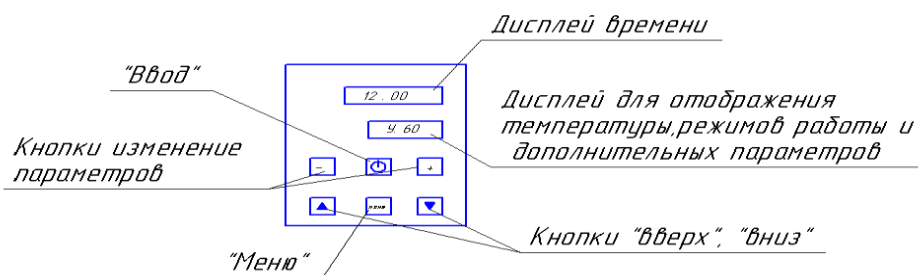 Дисплей времени
"Ввод"
12.00
Дисплей для отображения
температуры,режимов работы и
дополнительных параметров
У 60
Кнопки изменение
параметров
-
+
меню
Кнопки "вверх", "вниз"
"Меню"